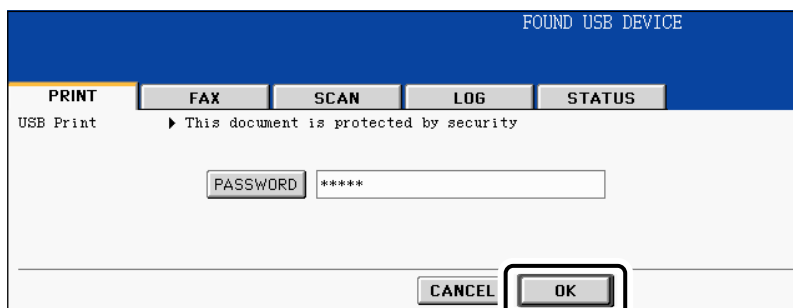 FOUND USB DEVICE
PRINT FAX SCAN LOG STATUS
USB Print ▶ This document is protected by security
PASSWORD *****
CANCEL OK